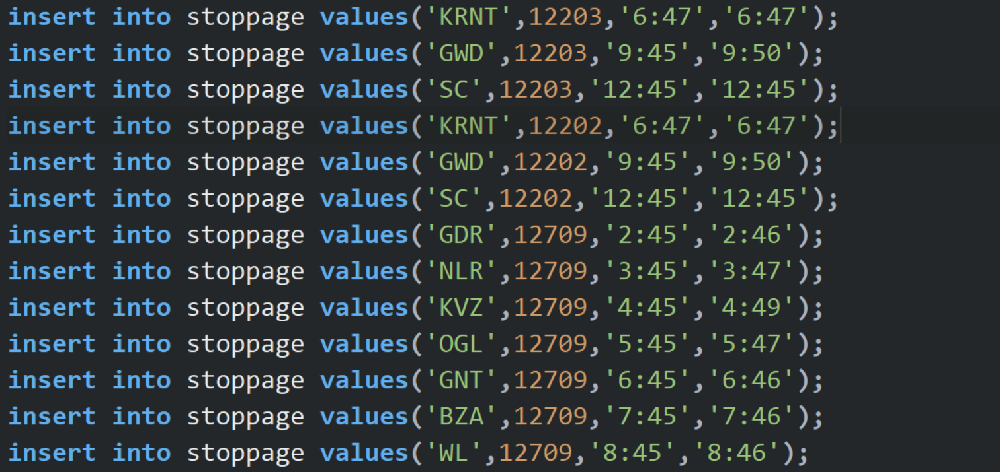 insert into stoppage values('KRNT',12203,'6:47','6:47');
insert into stoppage values('GWD',12203,'9:45','9:50');
insert into stoppage values('SC',12203,'12:45','12:45');
insert into stoppage values('KRNT',12202,'6:47','6:47');
insert into stoppage values('GWD',12202,'9:45','9:50');
insert into stoppage values('SC',12202,'12:45','12:45');
insert into stoppage values('GDR',12709,'2:45','2:46');
insert into stoppage values('NLR',12709,'3:45','3:47');
insert into stoppage values('KVZ',12709,'4:45','4:49');
insert into stoppage values('OGL',12709,'5:45','5:47');
insert into stoppage values('GNT',12709,'6:45','6:46');
insert into stoppage values('BZA',12709,'7:45','7:46');
insert into stoppage values('WL',12709,'8:45','8:46');